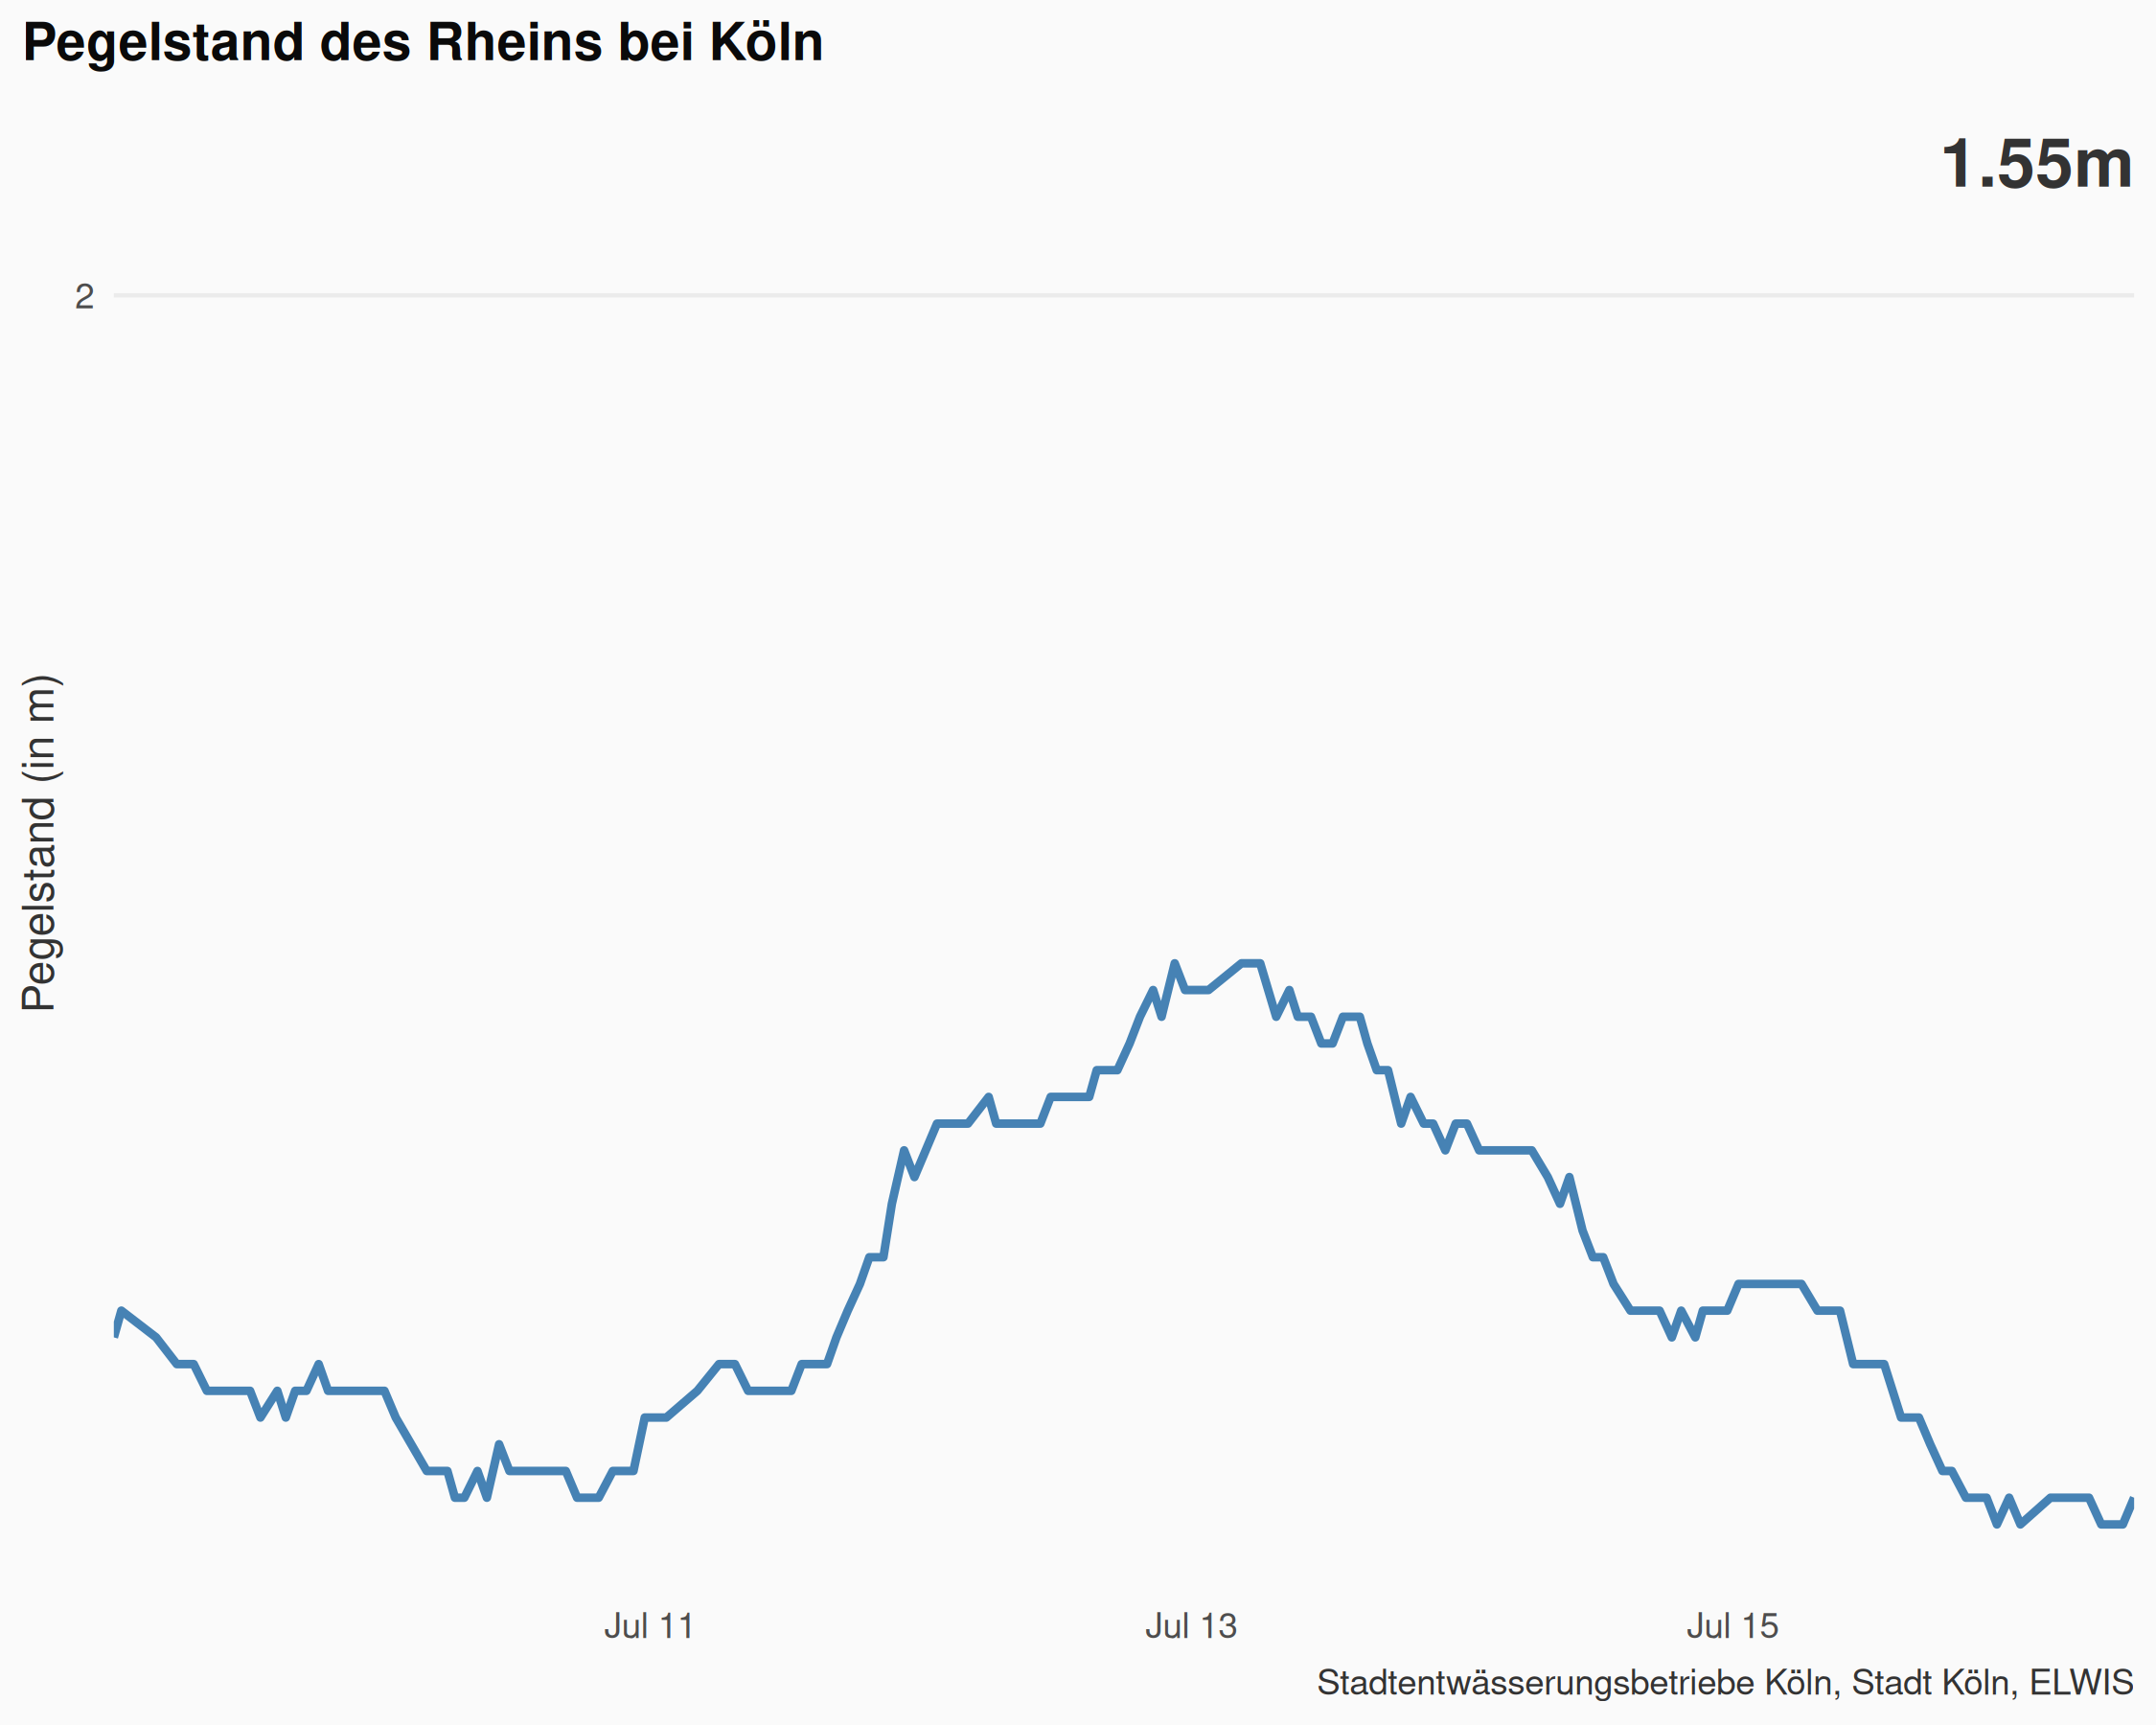 Pegelstand des Rheins bei Köln
1.55m
2
Pegelstand (in m)
Jul 11
Jul 13
Jul 15
Stadtentwässerungsbetriebe Köln, Stadt Köln, ELWIS